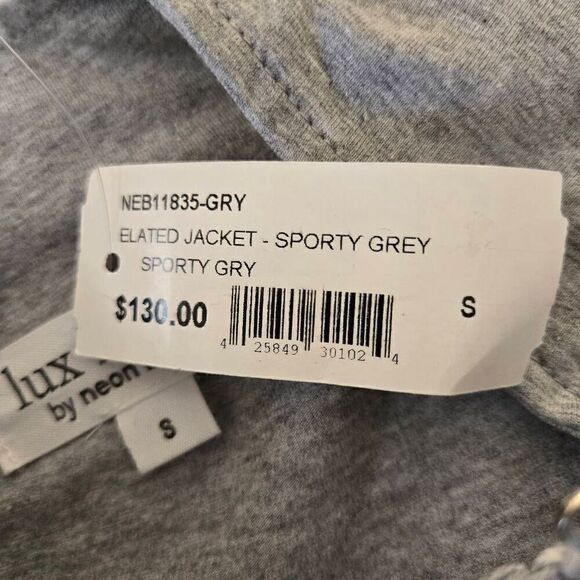 NEB11835-GRY
ELATED JACKET - SPORTY GREY
SPORTY GRY
$130.00
S
4 25849 30102 4
lux
by neon
S